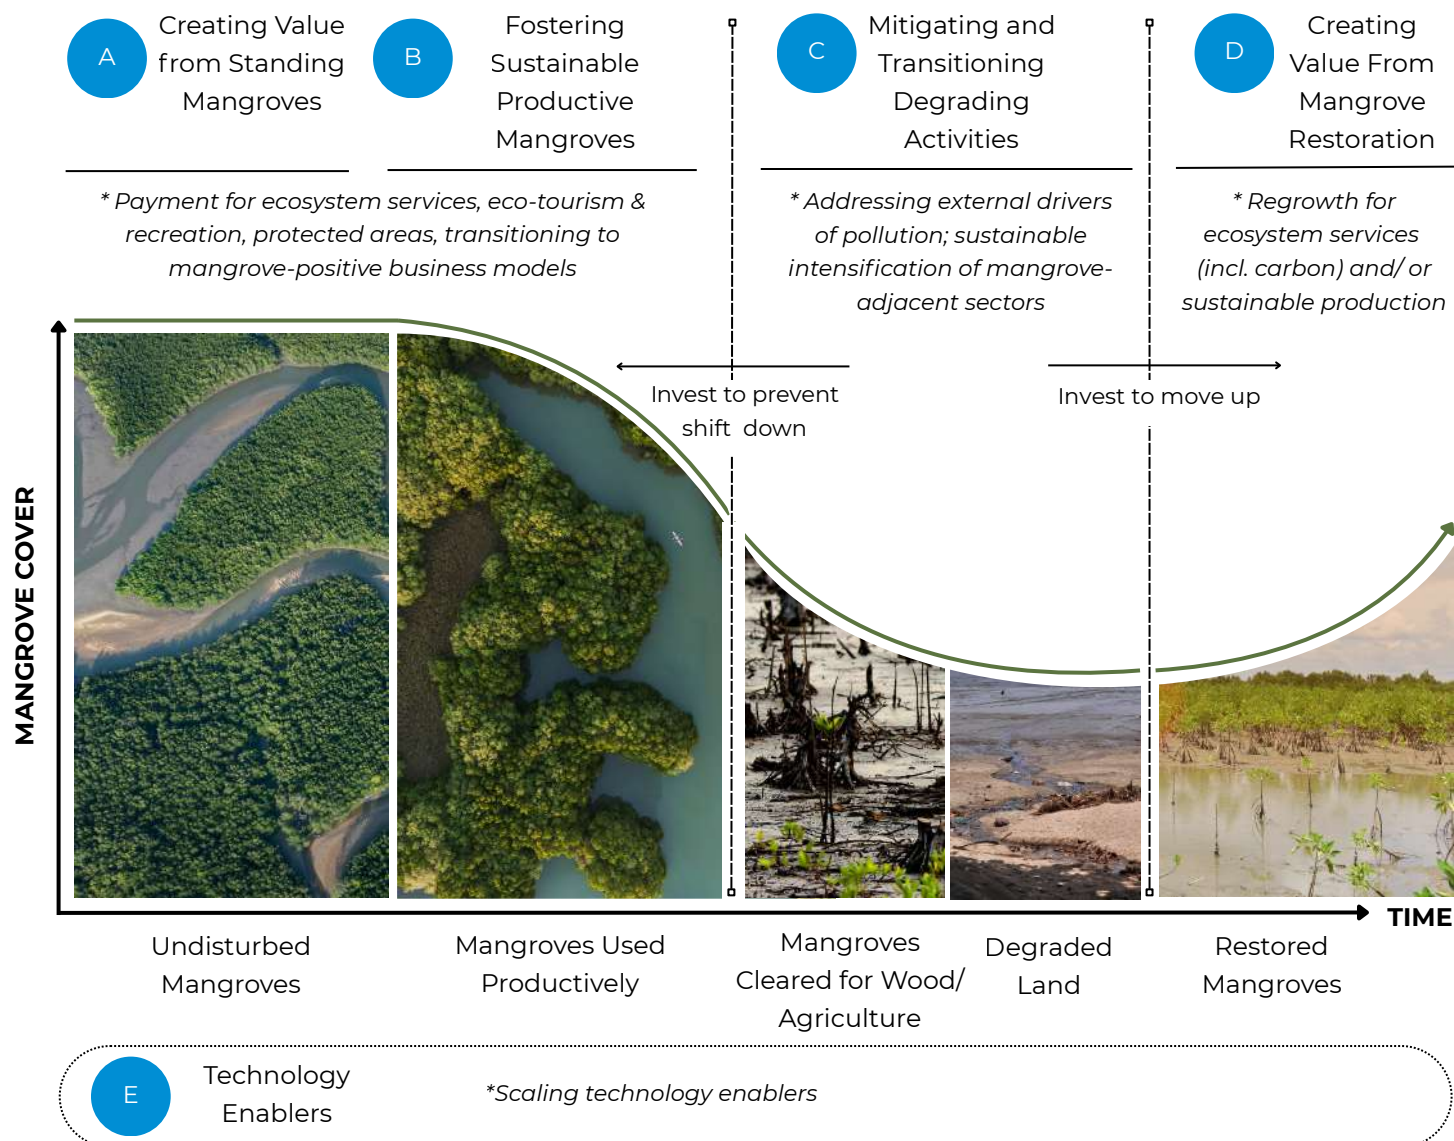 A
Creating Value
from Standing
Mangroves
B
Fostering
Sustainable
Productive
Mangroves
C
Mitigating and
Transitioning
Degrading
Activities
D
Creating
Value From
Mangrove
Restoration
* Payment for ecosystem services, eco-tourism &
recreation, protected areas, transitioning to
mangrove-positive business models
* Addressing external drivers
of pollution; sustainable
intensification of mangrove-
adjacent sectors
* Regrowth for
ecosystem services
(incl. carbon) and/ or
sustainable production
Invest to prevent
shift down
Invest to move up
MANGROVE COVER
TIME
Undisturbed
Mangroves
Mangroves Used
Productively
Mangroves
Cleared for Wood/
Agriculture
Degraded
Land
Restored
Mangroves
E
Technology
Enablers
*Scaling technology enablers